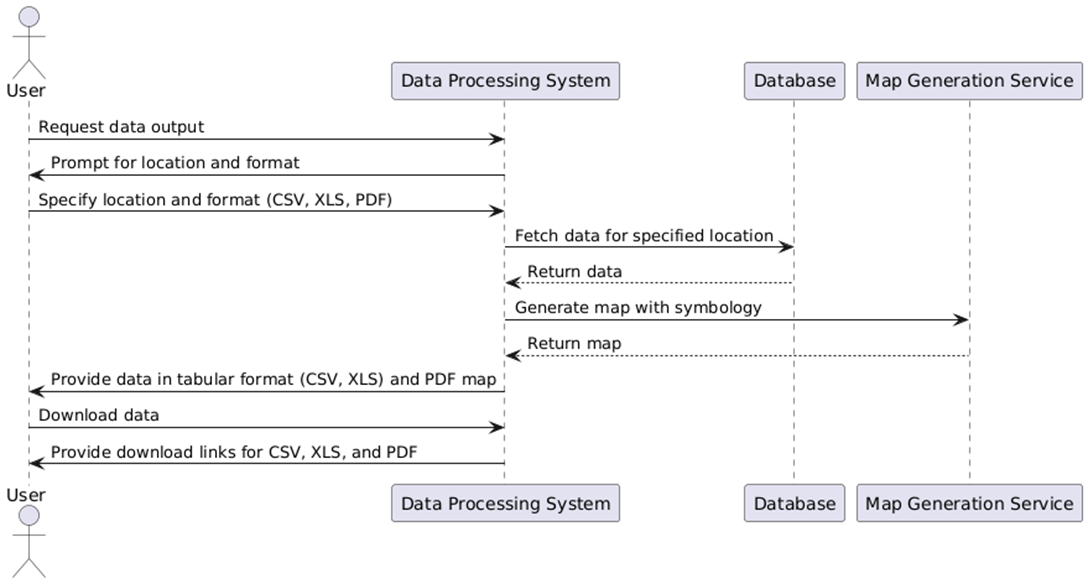 User
Data Processing System
Database
Map Generation Service
Request data output
Prompt for location and format
Specify location and format (CSV, XLS, PDF)
Fetch data for specified location
Return data
Generate map with symbology
Return map
Provide data in tabular format (CSV, XLS) and PDF map
Download data
Provide download links for CSV, XLS, and PDF
User
Data Processing System
Database
Map Generation Service